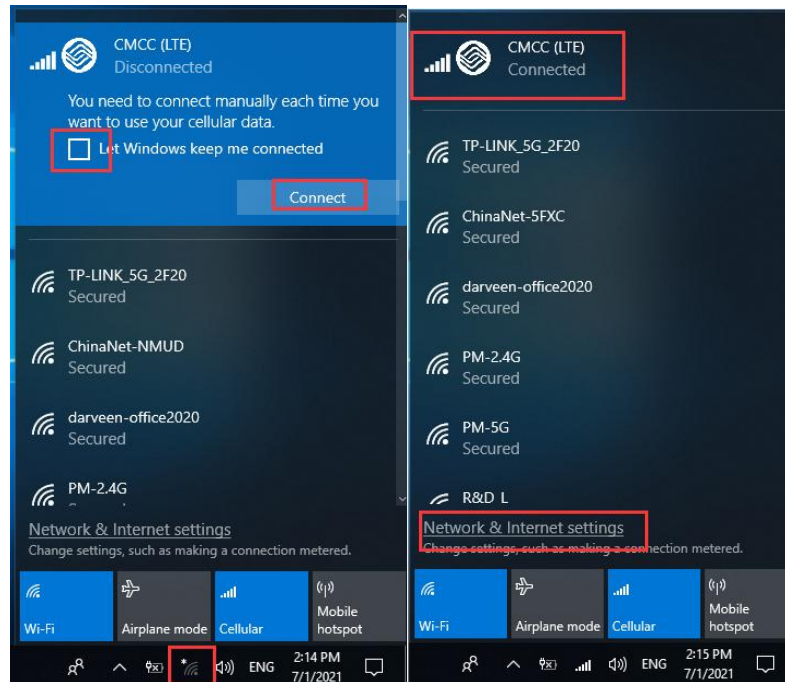 CMCC (LTE)
Disconnected
You need to connect manually each time you
want to use your cellular data.
Let Windows keep me connected
Connect
TP-LINK_5G_2F20
Secured
ChinaNet-NMUD
Secured
darveen-office2020
Secured
PM-2.4G
Network & Internet settings
Change settings, such as making a connection metered.
Wi-Fi
Airplane mode
Cellular
Mobile
hotspot
ENG
2:14 PM
7/1/2021
CMCC (LTE)
Connected
TP-LINK_5G_2F20
Secured
ChinaNet-5FXC
Secured
darveen-office2020
Secured
PM-2.4G
Secured
PM-5G
Secured
R&D L
Network & Internet settings
Change settings, such as making a connection metered.
Wi-Fi
Airplane mode
Cellular
Mobile
hotspot
ENG
2:15 PM
7/1/2021